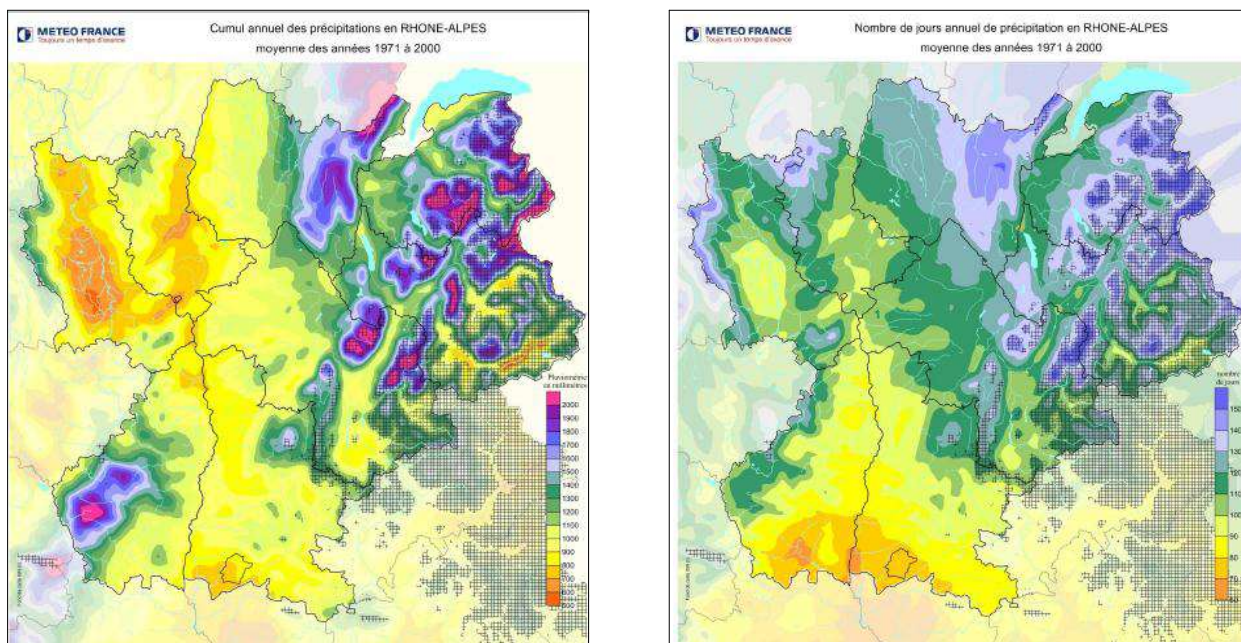 METEO FRANCE
Toujours un temps d'avance
Cumul annuel des précipitations en RHONE-ALPES
moyenne des années 1971 à 2000
Pluviométrie
en millimètres
2000
1900
1800
1700
1500
1400
1300
1200
1100
1000
900
800
700
600
METEO FRANCE
Toujours un temps d'avance
Nombre de jours annuel de précipitation en RHONE-ALPES
moyenne des années 1971 à 2000
nombre
de jours
150
140
130
120
110
100
90
80
70
60